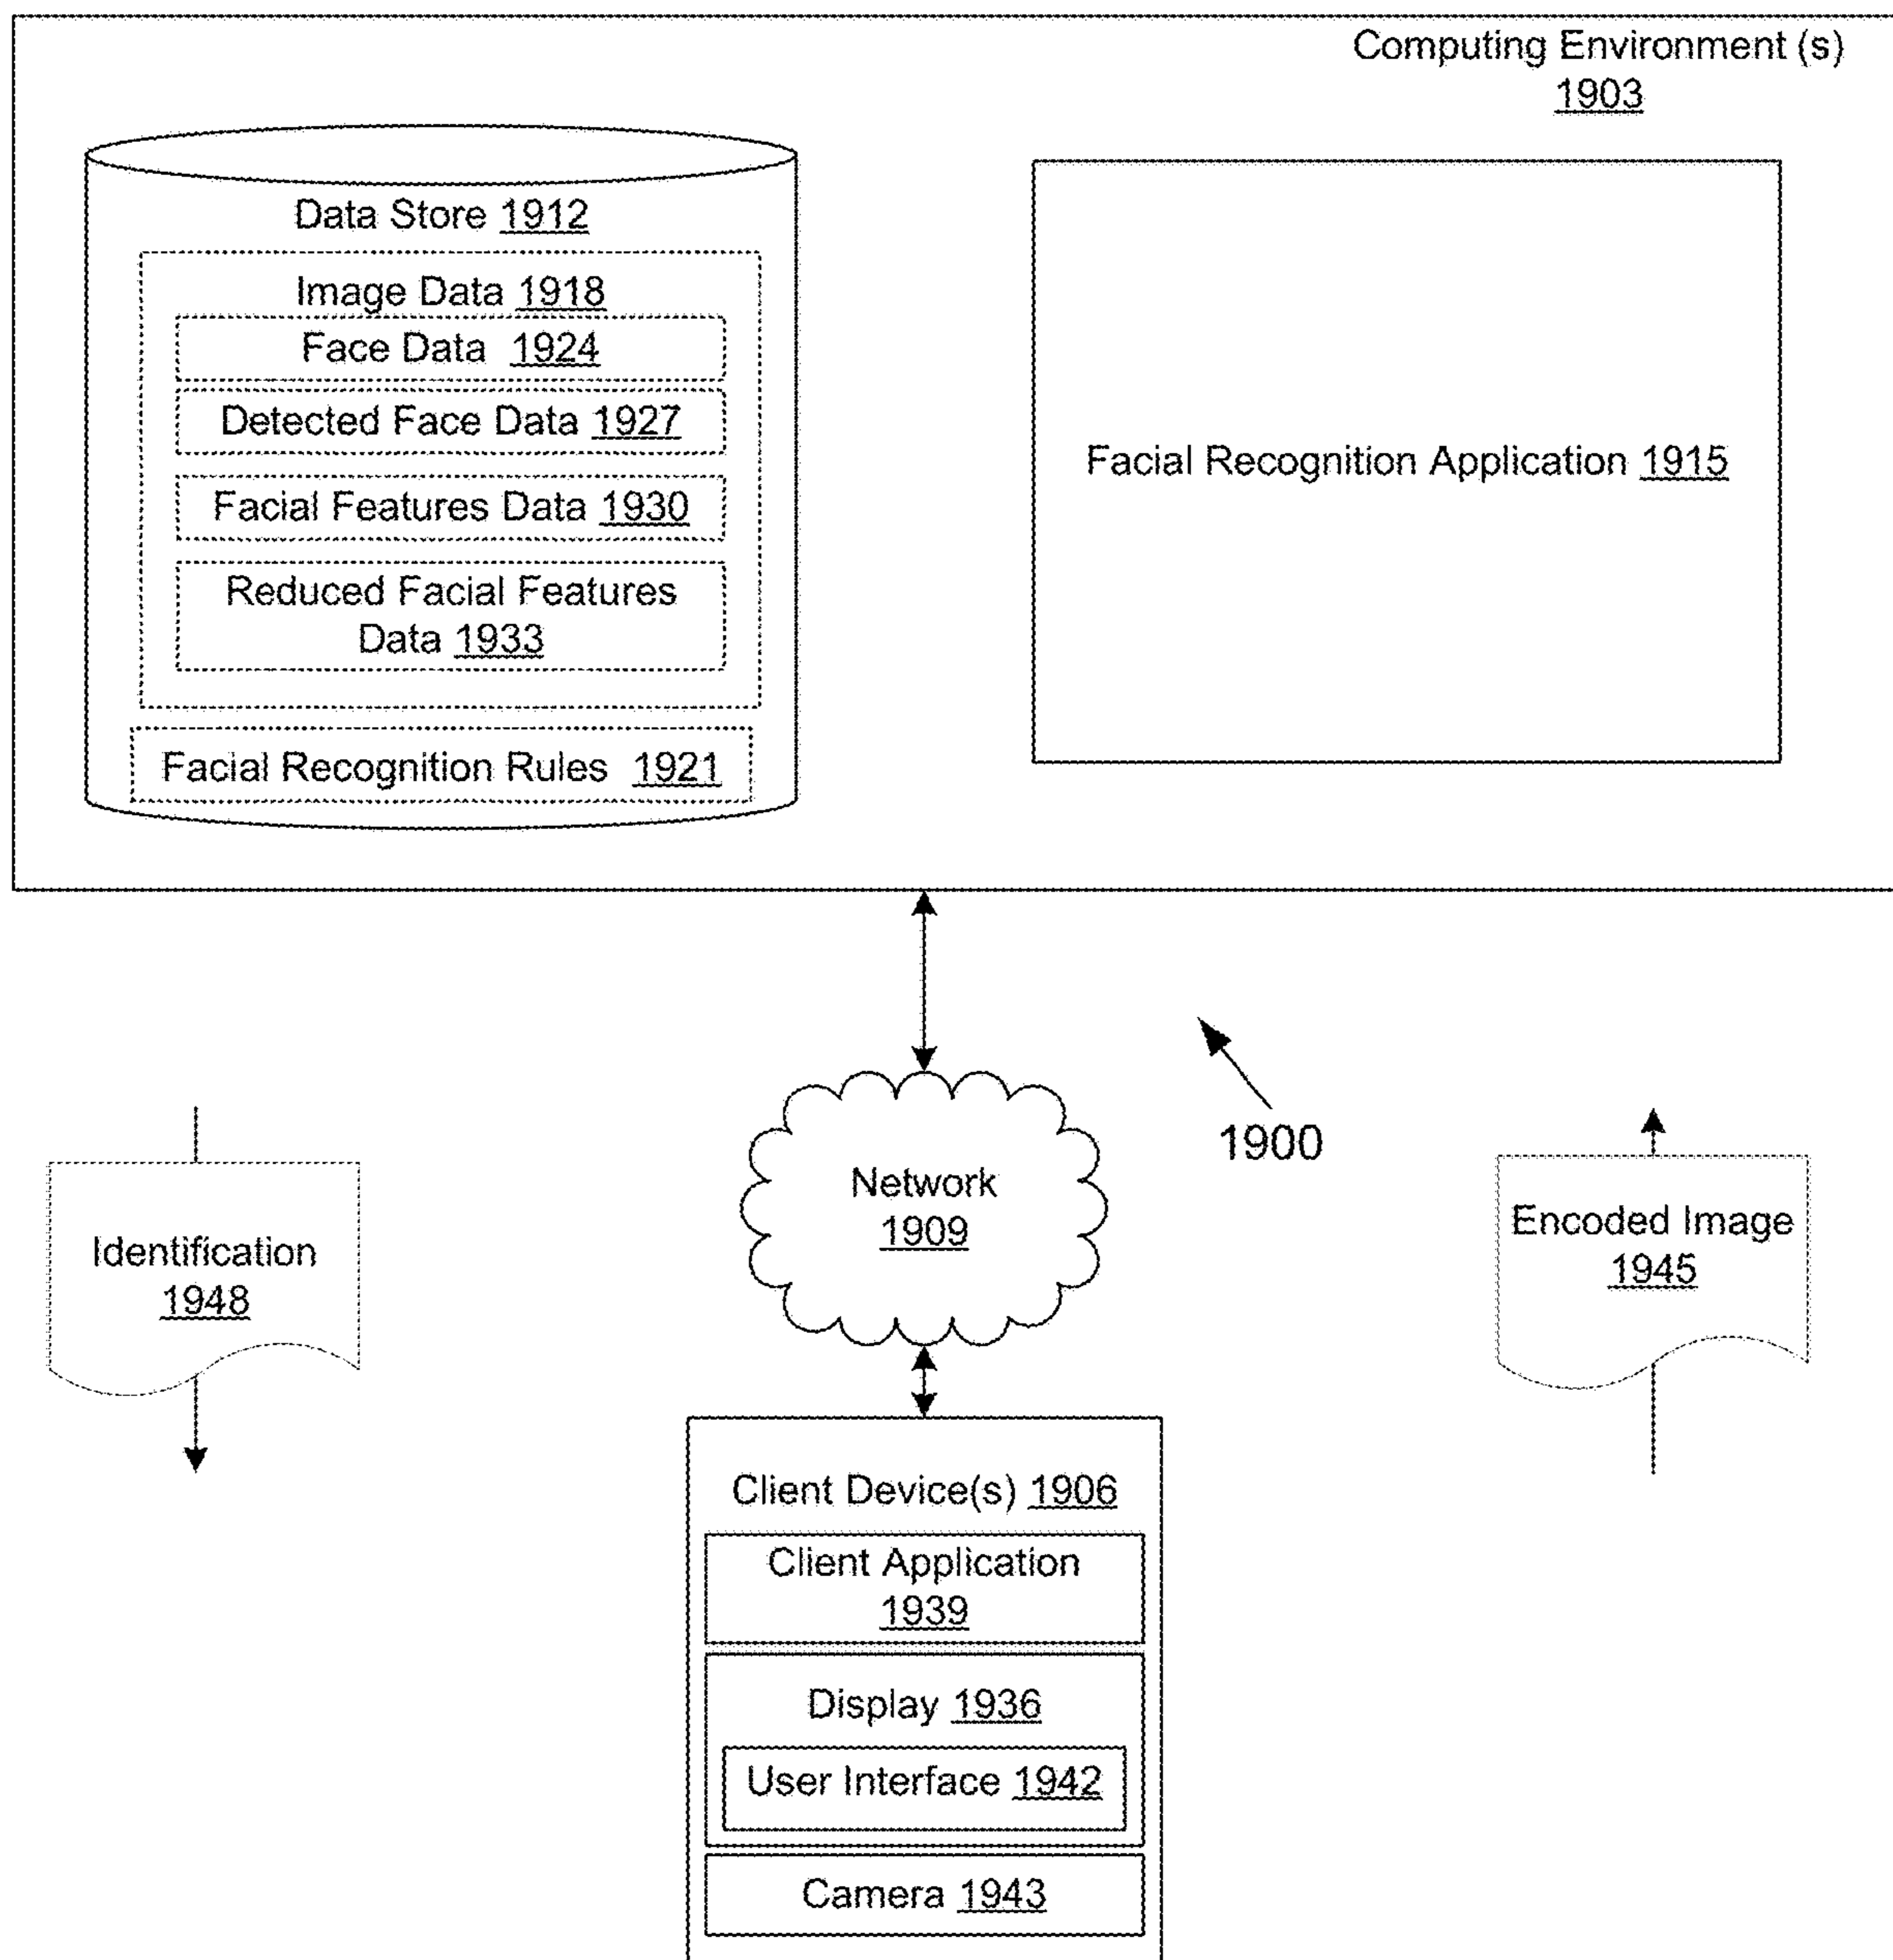 Computing Environment (s)
1903
Data Store 1912
Image Data 1918
Face Data 1924
Detected Face Data 1927
Facial Features Data 1930
Reduced Facial Features
Data 1933
Facial Recognition Rules 1921
Facial Recognition Application 1915
1900
Network
1909
Identification
1948
Encoded Image
1945
Client Device(s) 1906
Client Application
1939
Display 1936
User Interface 1942
Camera 1943